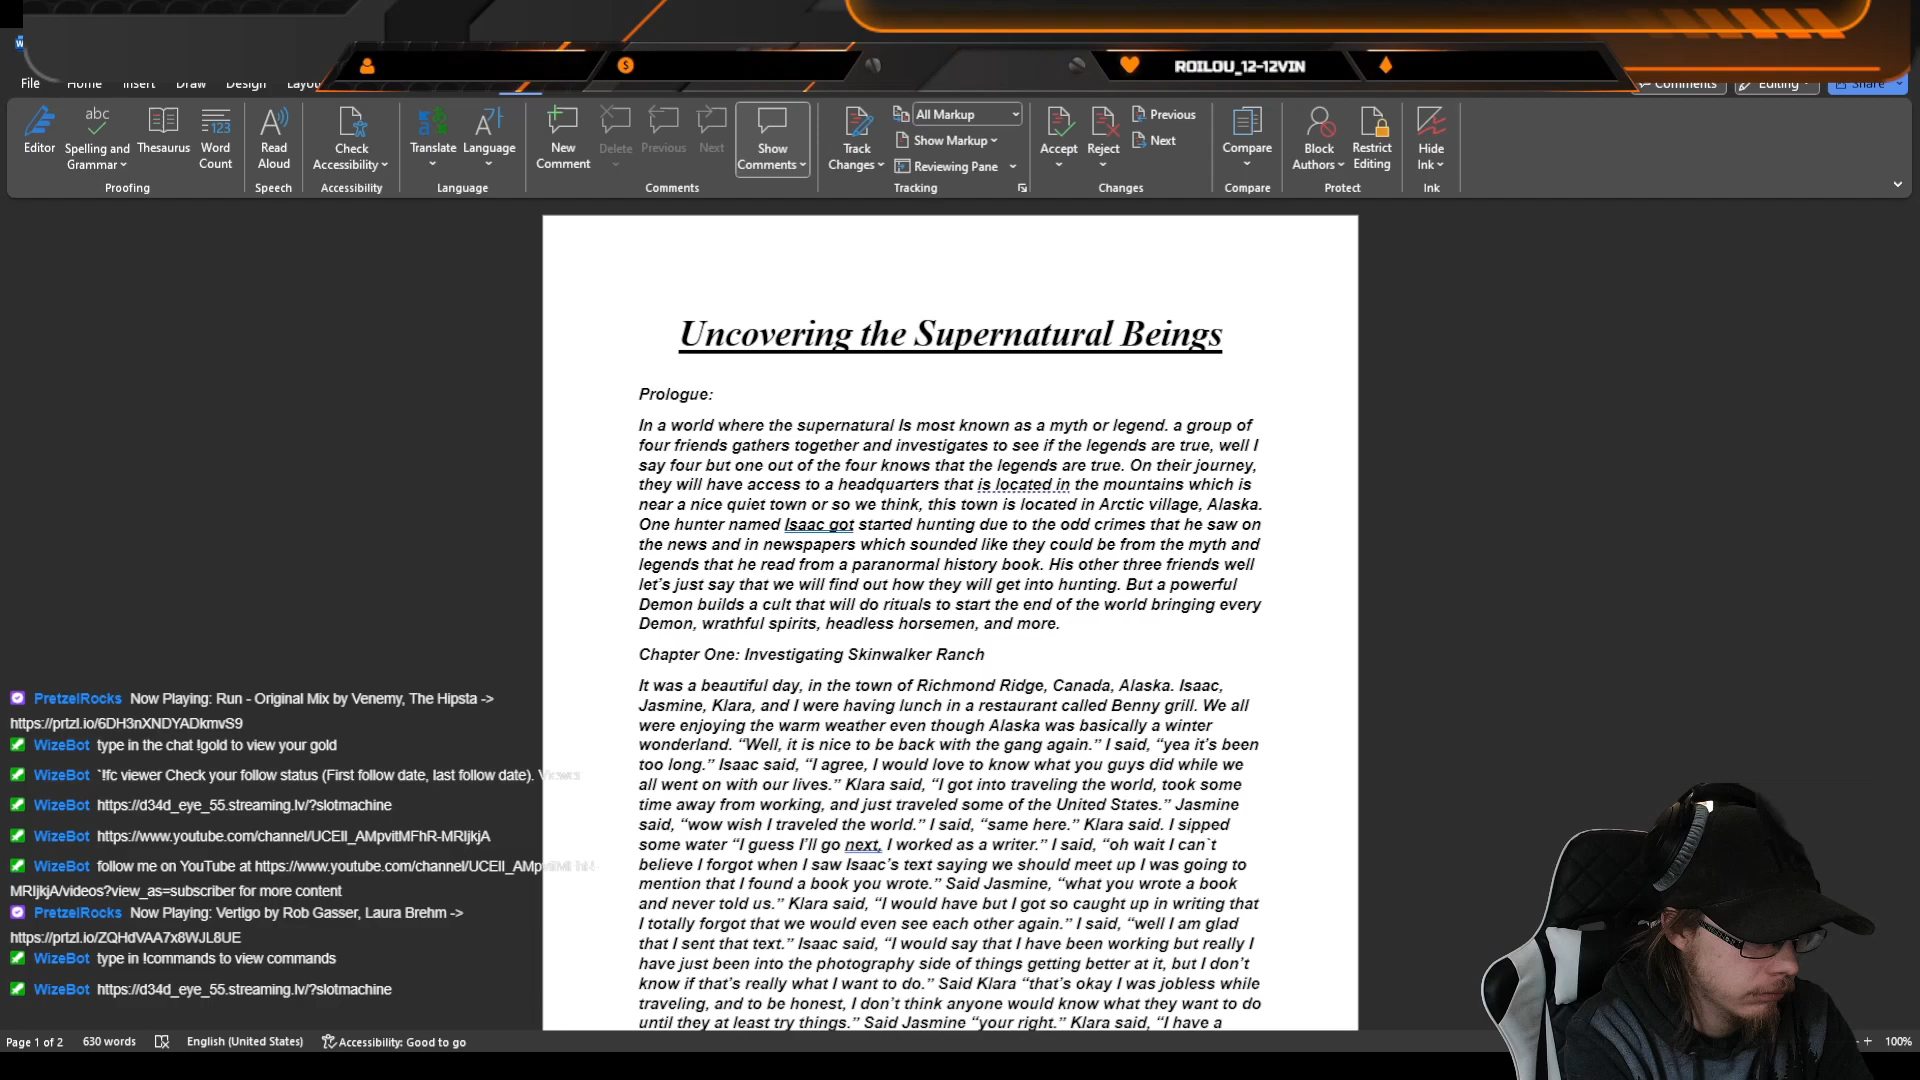 ROILOU_12-12VIN
File Home Insert Draw Design Layou
Comments Editing Share
Editor
Spelling and Grammar
Thesaurus
Word Count
Read Aloud
Check Accessibility
Translate
Language
New Comment
Delete
Previous
Next
Show Comments
Track Changes
All Markup
Show Markup
Reviewing Pane
Accept
Reject
Previous
Next
Compare
Block Authors
Restrict Editing
Hide Ink
Proofing Speech Accessibility Language Comments Tracking Changes Compare Protect Ink
Uncovering the Supernatural Beings
Prologue:
In a world where the supernatural Is most known as a myth or legend. a group of
four friends gathers together and investigates to see if the legends are true, well I
say four but one out of the four knows that the legends are true. On their journey,
they will have access to a headquarters that is located in the mountains which is
near a nice quiet town or so we think, this town is located in Arctic village, Alaska.
One hunter named Isaac got started hunting due to the odd crimes that he saw on
the news and in newspapers which sounded like they could be from the myth and
legends that he read from a paranormal history book. His other three friends well
let's just say that we will find out how they will get into hunting. But a powerful
Demon builds a cult that will do rituals to start the end of the world bringing every
Demon, wrathful spirits, headless horsemen, and more.
Chapter One: Investigating Skinwalker Ranch
It was a beautiful day, in the town of Richmond Ridge, Canada, Alaska. Isaac,
Jasmine, Klara, and I were having lunch in a restaurant called Benny grill. We all
were enjoying the warm weather even though Alaska was basically a winter
wonderland. “Well, it is nice to be back with the gang again.” I said, “yea it’s been
too long.” Isaac said, “I agree, I would love to know what you guys did while we
all went on with our lives.” Klara said, “I got into traveling the world, took some
time away from working, and just traveled some of the United States.” Jasmine
said, “wow wish I traveled the world.” I said, “same here.” Klara said. I sipped
some water “I guess I’ll go next, I worked as a writer.” I said, “oh wait I can`t
believe I forgot when I saw Isaac’s text saying we should meet up I was going to
mention that I found a book you wrote.” Said Jasmine, “what you wrote a book
and never told us.” Klara said, “I would have but I got so caught up in writing that
I totally forgot that we would even see each other again.” I said, “well I am glad
that I sent that text.” Isaac said, “I would say that I have been working but really I
have just been into the photography side of things getting better at it, but I don’t
know if that’s really what I want to do.” Said Klara “that’s okay I was jobless while
traveling, and to be honest, I don’t think anyone would know what they want to do
until they at least try things.” Said Jasmine “your right.” Klara said, “I have a
PretzelRocks Now Playing: Run - Original Mix by Venemy, The Hipsta ->
https://prtzl.io/6DH3nXNDYADkmvS9
WizeBot type in the chat !gold to view your gold
WizeBot `!fc viewer Check your follow status (First follow date, last follow date).
WizeBot https://d34d_eye_55.streaming.lv/?slotmachine
WizeBot https://www.youtube.com/channel/UCEIl_AMpvitMFhR-MRIjkjA
WizeBot follow me on YouTube at https://www.youtube.com/channel/UCEIl_AMpvitMFhR-
MRIjkjA/videos?view_as=subscriber for more content
PretzelRocks Now Playing: Vertigo by Rob Gasser, Laura Brehm ->
https://prtzl.io/ZQHdVAA7x8WJL8UE
WizeBot type in !commands to view commands
WizeBot https://d34d_eye_55.streaming.lv/?slotmachine
Page 1 of 2 630 words English (United States) Accessibility: Good to go 100%